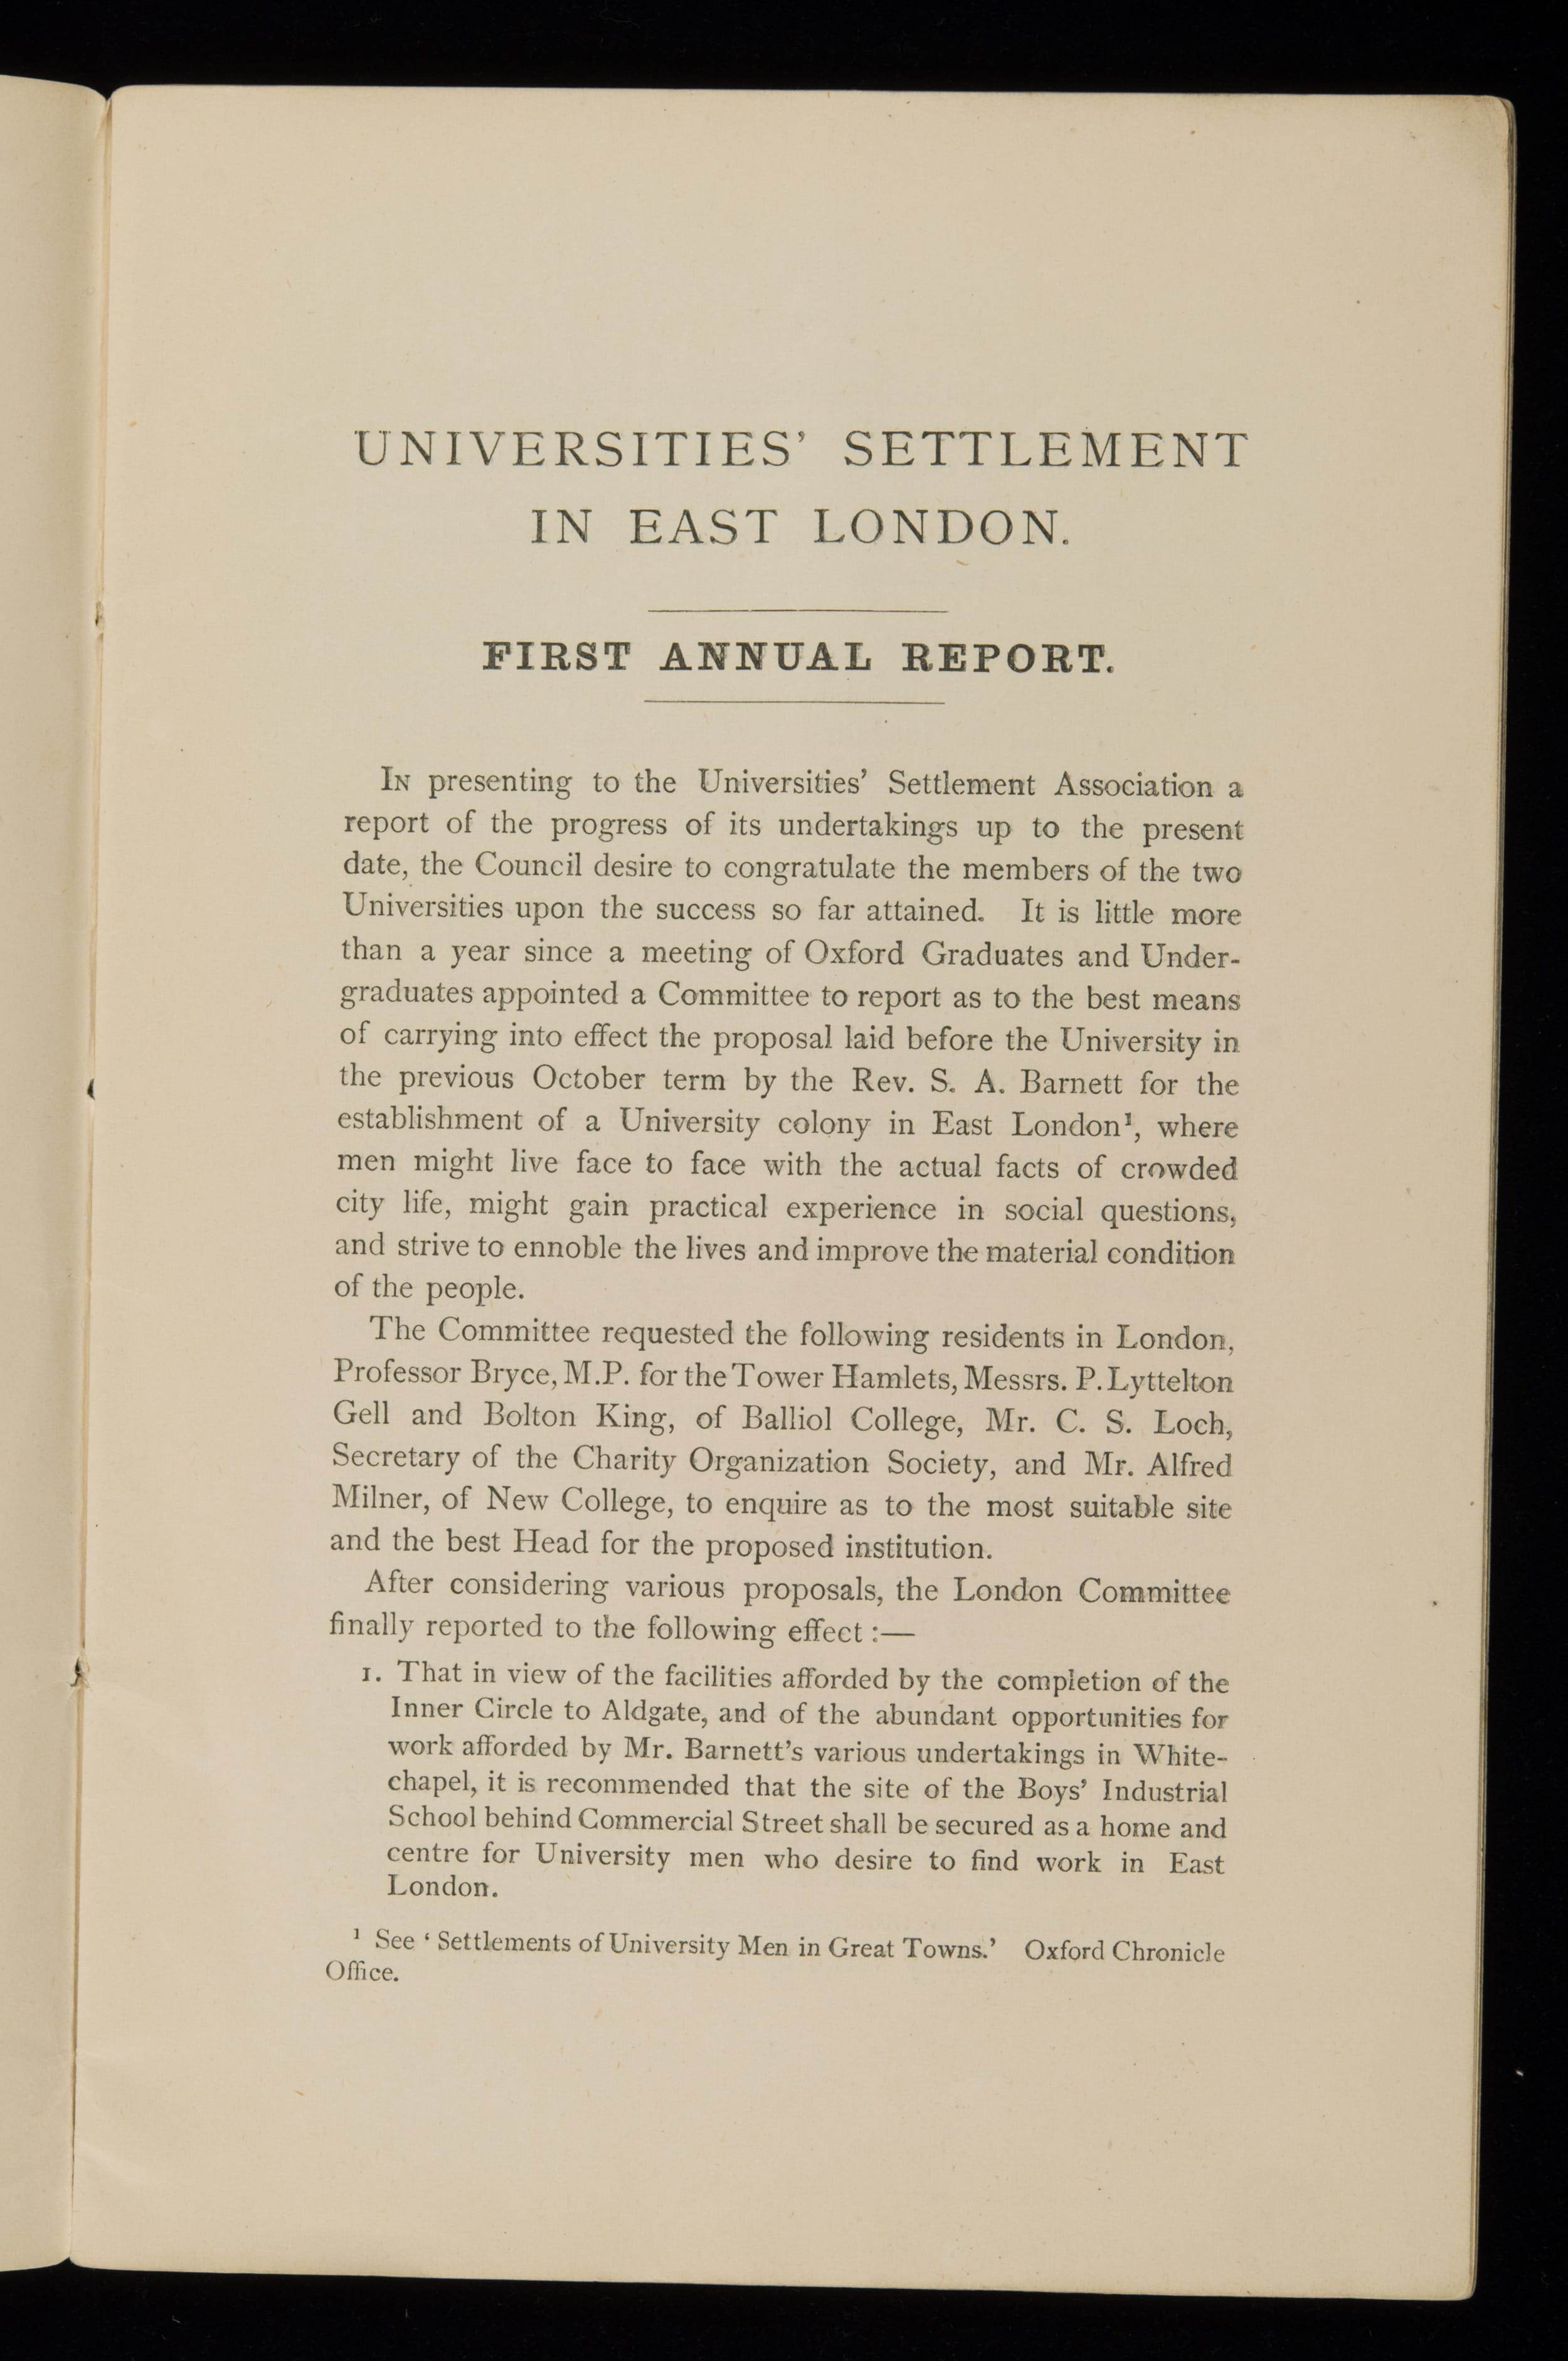 UNIVERSITIES' SETTLEMENT
IN EAST LONDON.
FIRST ANNUAL REPORT.
In presenting to the Universities' Settlement Association a
report of the progress of its undertakings up to the present
date, the Council desire to congratulate the members of the two
Universities upon the success so far attained. It is little more
than a year since a meeting of Oxford Graduates and Under-
graduates appointed a Committee to report as to the best means
of carrying into effect the proposal laid before the University in
the previous October term by the Rev. S. A. Barnett for the
establishment of a University colony in East London¹, where
men might live face to face with the actual facts of crowded
city life, might gain practical experience in social questions,
and strive to ennoble the lives and improve the material condition
of the people.
The Committee requested the following residents in London,
Professor Bryce, M.P. for the Tower Hamlets, Messrs. P. Lyttelton
Gell and Bolton King, of Balliol College, Mr. C. S. Loch,
Secretary of the Charity Organization Society, and Mr. Alfred
Milner, of New College, to enquire as to the most suitable site
and the best Head for the proposed institution.
After considering various proposals, the London Committee
finally reported to the following effect :—
1. That in view of the facilities afforded by the completion of the
Inner Circle to Aldgate, and of the abundant opportunities for
work afforded by Mr. Barnett's various undertakings in White-
chapel, it is recommended that the site of the Boys' Industrial
School behind Commercial Street shall be secured as a home and
centre for University men who desire to find work in East
London.
¹ See ' Settlements of University Men in Great Towns.' Oxford Chronicle
Office.